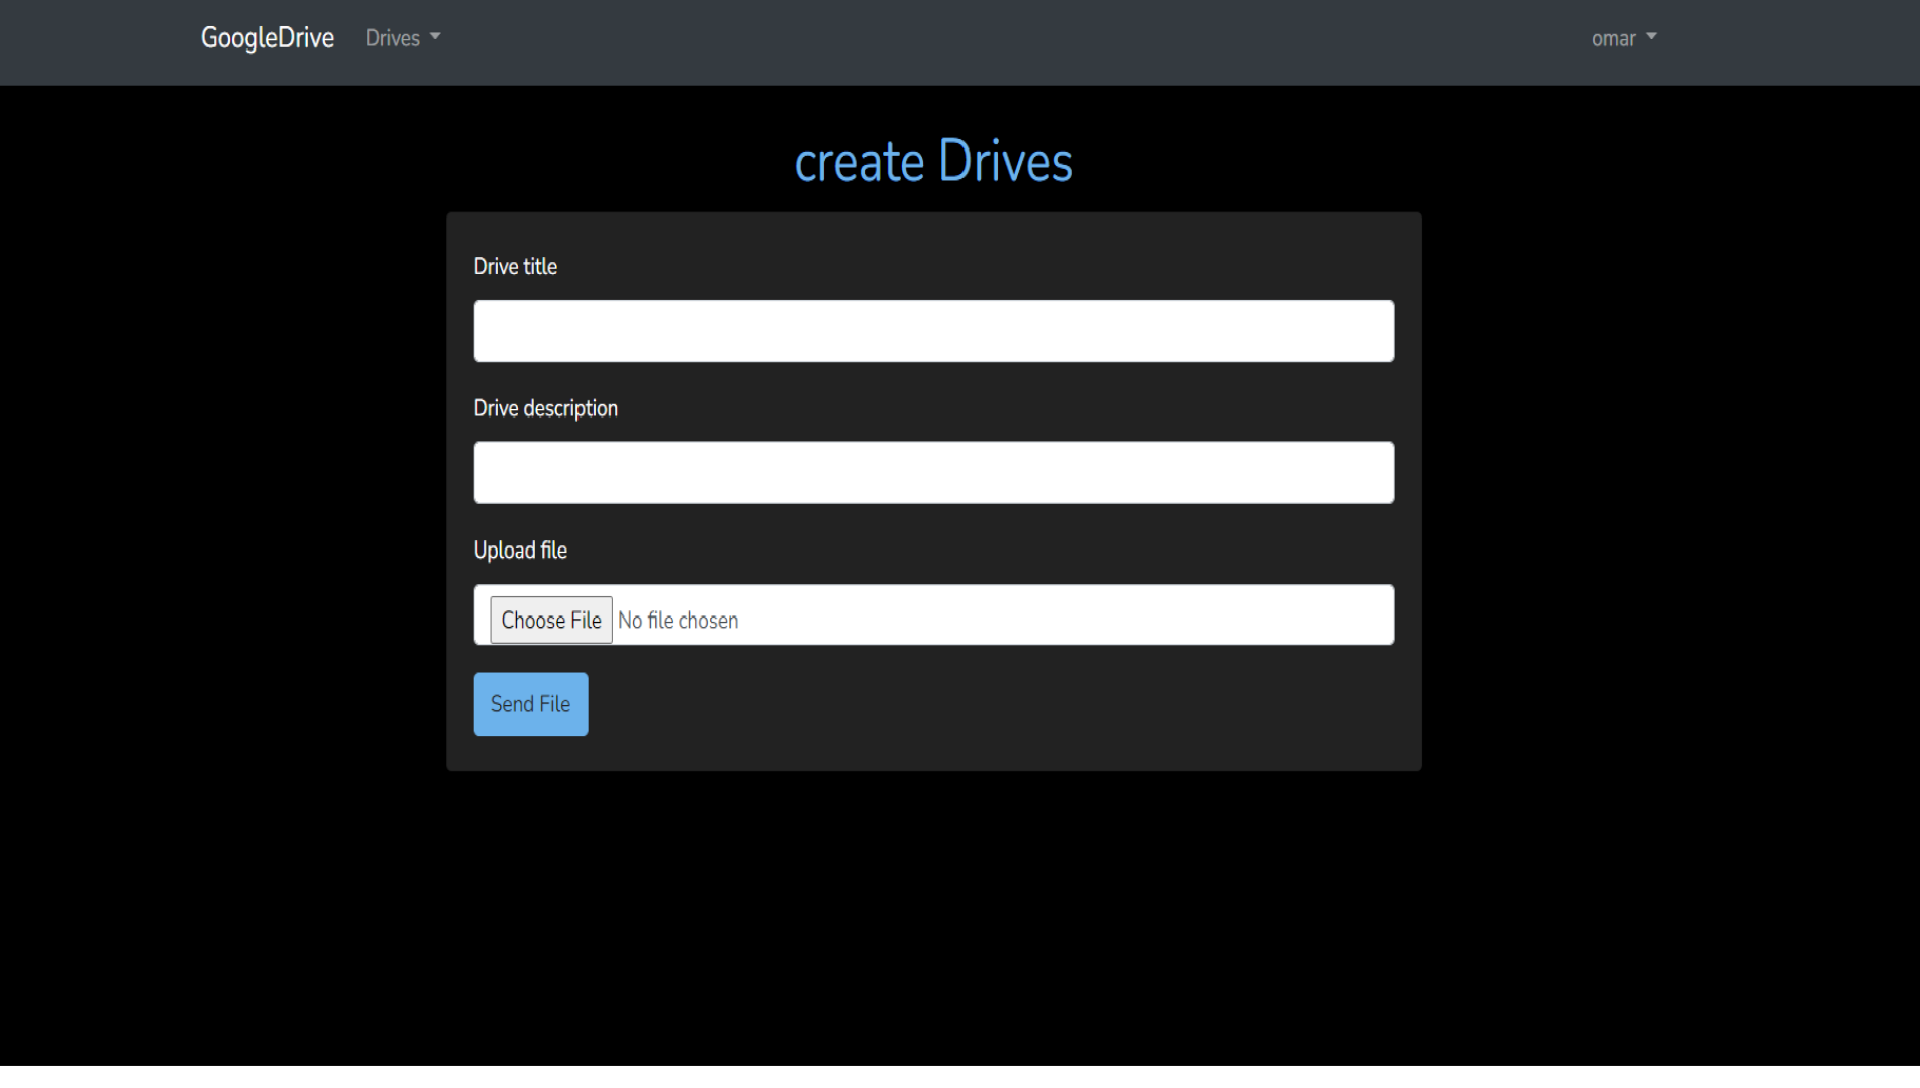 GoogleDrive Drives omar
create Drives
Drive title
Drive description
Upload file
Choose File No file chosen
Send File